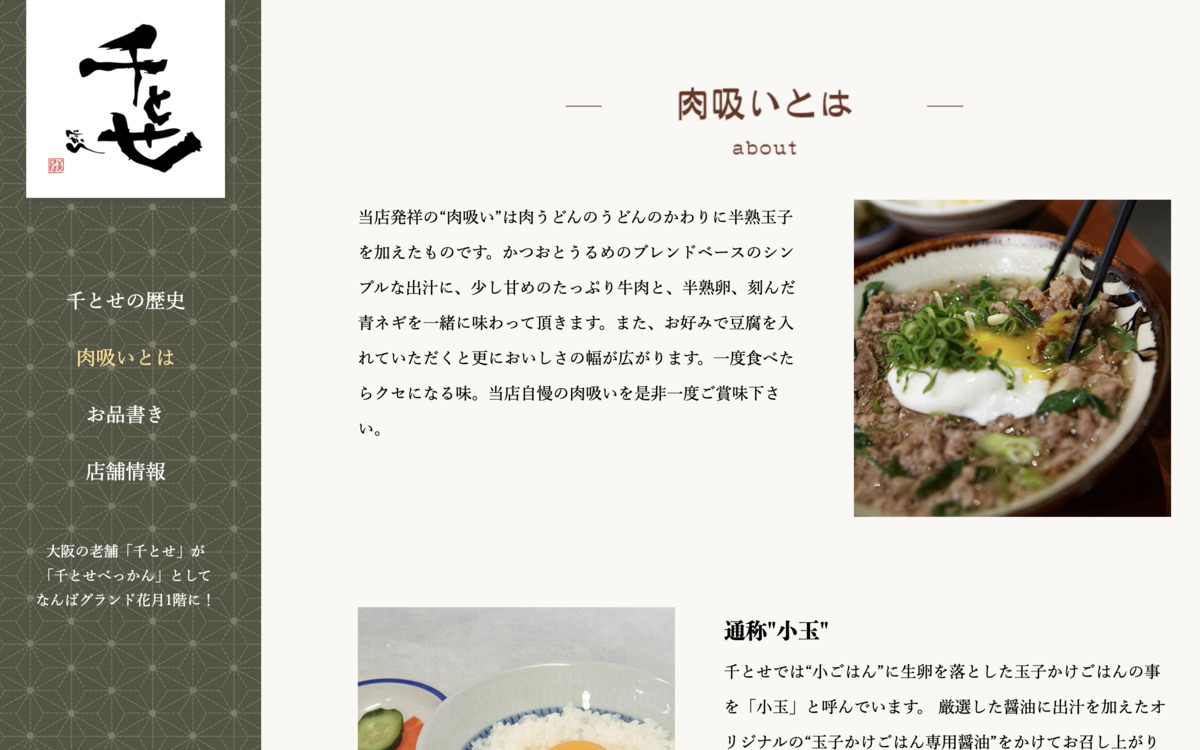 千とせ
千とせの歴史
肉吸いとは
お品書き
店舗情報
大阪の老舗「千とせ」が
「千とせべっかん」として
なんばグランド花月1階に！
肉吸いとは
about
当店発祥の“肉吸い”は肉うどんのうどんのかわりに半熟玉子
を加えたものです。かつおとうるめのブレンドベースのシン
プルな出汁に、少し甘めのたっぷり牛肉と、半熟卵、刻んだ
青ネギを一緒に味わって頂きます。また、お好みで豆腐を入
れていただくと更においしさの幅が広がります。一度食べた
らクセになる味。当店自慢の肉吸いを是非一度ご賞味下さ
い。
通称"小玉"
千とせでは“小ごはん”に生卵を落とした玉子かけごはんの事
を「小玉」と呼んでいます。 厳選した醤油に出汁を加えたオ
リジナルの“玉子かけごはん専用醤油”をかけてお召し上がり